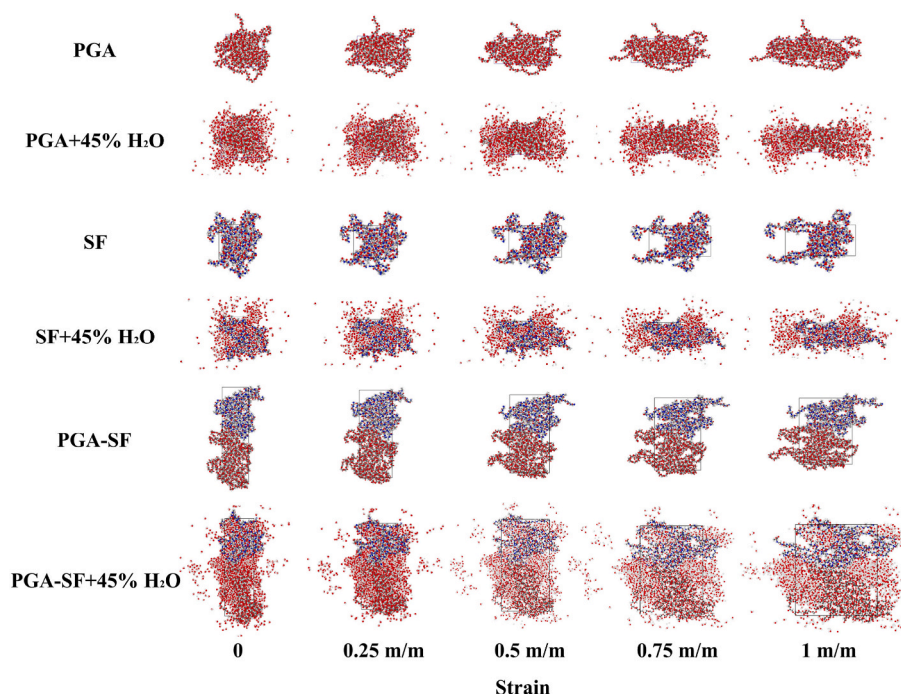 PGA
PGA+45% H₂O
SF
SF+45% H₂O
PGA-SF
PGA-SF+45% H₂O
0 0.25 m/m 0.5 m/m 0.75 m/m 1 m/m
Strain